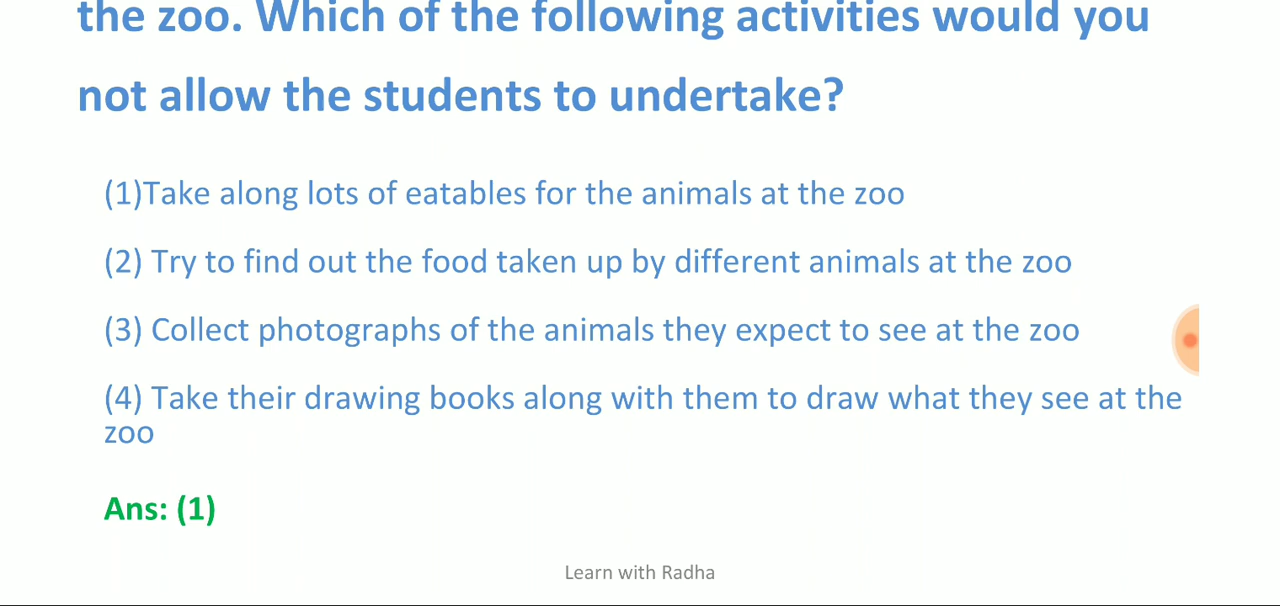 the zoo. Which of the following activities would you
not allow the students to undertake?
(1)Take along lots of eatables for the animals at the zoo
(2) Try to find out the food taken up by different animals at the zoo
(3) Collect photographs of the animals they expect to see at the zoo
(4) Take their drawing books along with them to draw what they see at the
zoo
Ans: (1)
Learn with Radha